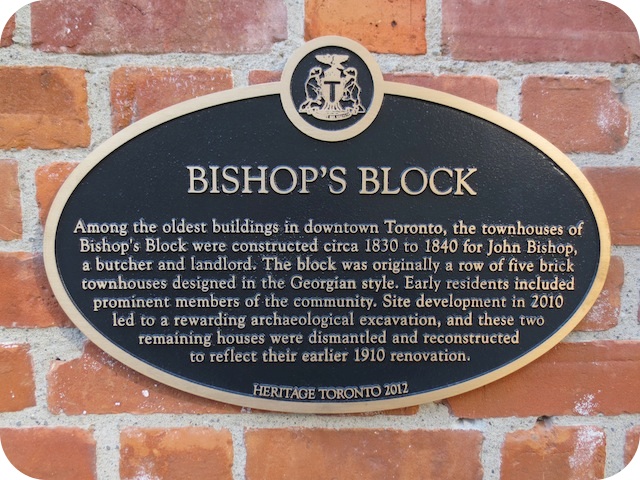 T
BISHOP'S BLOCK
Among the oldest buildings in downtown Toronto, the townhouses of
Bishop's Block were constructed circa 1830 to 1840 for John Bishop,
a butcher and landlord. The block was originally a row of five brick
townhouses designed in the Georgian style. Early residents included
prominent members of the community. Site development in 2010
led to a rewarding archaeological excavation, and these two
remaining houses were dismantled and reconstructed
to reflect their earlier 1910 renovation.
HERITAGE TORONTO 2012